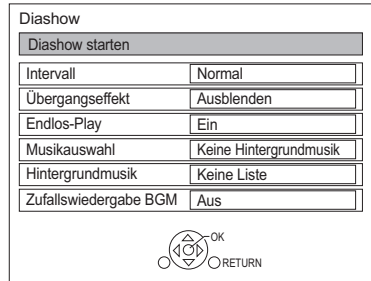 Diashow
Diashow starten
Intervall Normal
Übergangseffekt Ausblenden
Endlos-Play Ein
Musikauswahl Keine Hintergrundmusik
Hintergrundmusik Keine Liste
Zufallswiedergabe BGM Aus
OK
RETURN